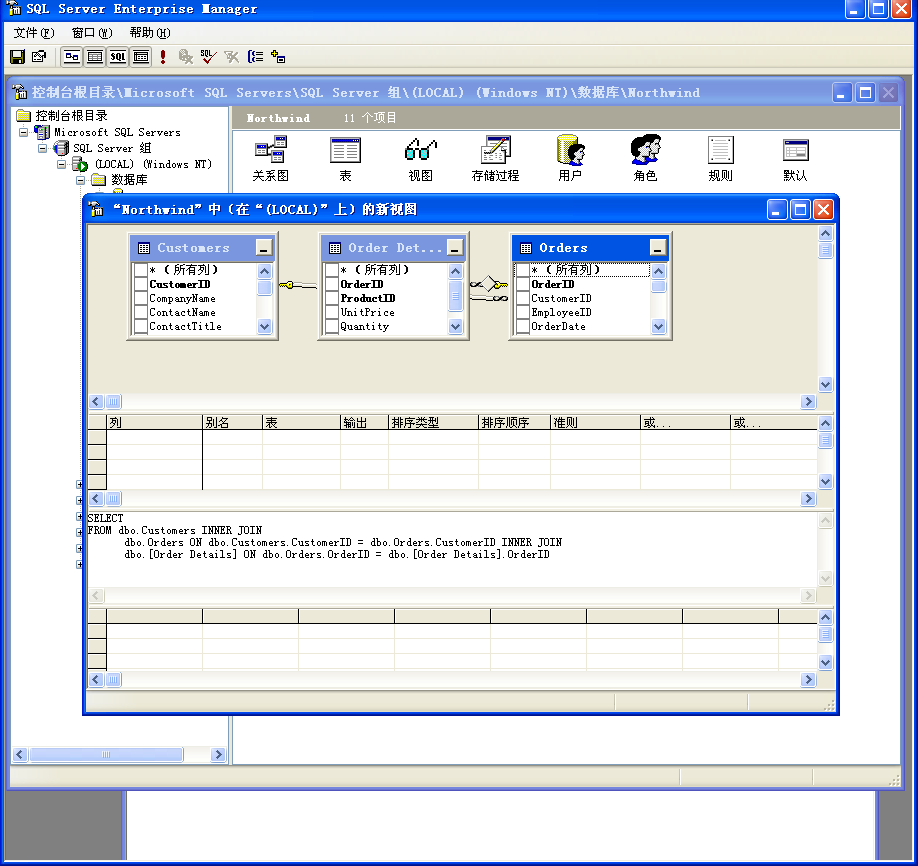 SQL Server Enterprise Manager
文件(F) 窗口(W) 帮助(H)
SQL
控制台根目录\Microsoft SQL Servers\SQL Server 组\(LOCAL) (Windows NT)\数据库\Northwind
控制台根目录
Microsoft SQL Servers
SQL Server 组
(LOCAL) (Windows NT)
数据库
Northwind 11 个项目
关系图 表 视图 存储过程 用户 角色 规则 默认
“Northwind”中(在“(LOCAL)”上)的新视图
Customers
* (所有列)
CustomerID
CompanyName
ContactName
ContactTitle
Order Det...
* (所有列)
OrderID
ProductID
UnitPrice
Quantity
Orders
* (所有列)
OrderID
CustomerID
EmployeeID
OrderDate
列 别名 表 输出 排序类型 排序顺序 准则 或... 或...
SELECT
FROM dbo.Customers INNER JOIN
dbo.Orders ON dbo.Customers.CustomerID = dbo.Orders.CustomerID INNER JOIN
dbo.[Order Details] ON dbo.Orders.OrderID = dbo.[Order Details].OrderID